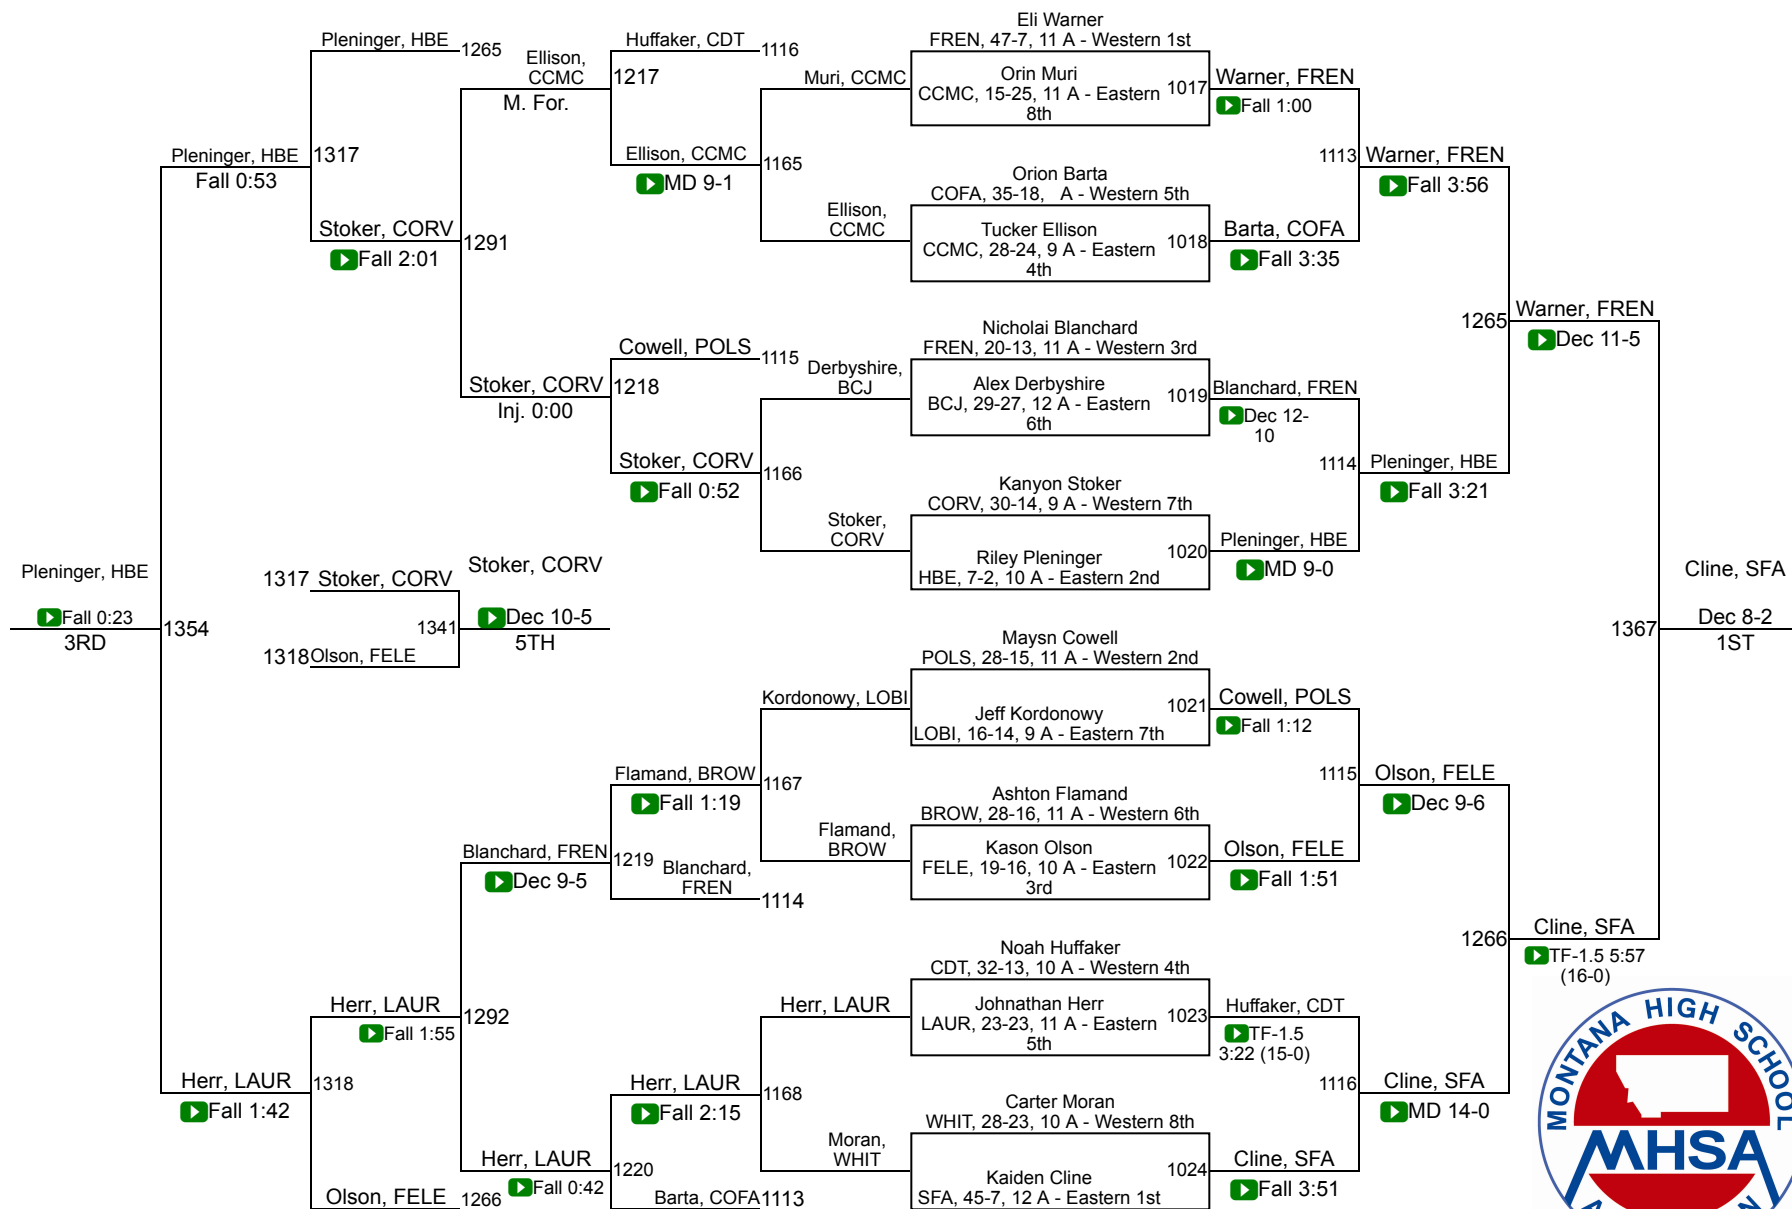 Eli Warner
FREN, 47-7, 11 A - Western 1st
Orin Muri
CCMC, 15-25, 11 A - Eastern
8th
1017
Warner, FREN
Fall 1:00
Orion Barta
COFA, 35-18, A - Western 5th
Tucker Ellison
CCMC, 28-24, 9 A - Eastern
4th
1018
Barta, COFA
Fall 3:35
1113
Warner, FREN
Fall 3:56
Nicholai Blanchard
FREN, 20-13, 11 A - Western 3rd
Alex Derbyshire
BCJ, 29-27, 12 A - Eastern
6th
1019
Blanchard, FREN
Dec 12-
10
Kanyon Stoker
CORV, 30-14, 9 A - Western 7th
Riley Pleninger
HBE, 7-2, 10 A - Eastern 2nd
1020
Pleninger, HBE
MD 9-0
1114
Pleninger, HBE
Fall 3:21
1265
Warner, FREN
Dec 11-5
Maysn Cowell
POLS, 28-15, 11 A - Western 2nd
Jeff Kordonowy
LOBI, 16-14, 9 A - Eastern 7th
1021
Cowell, POLS
Fall 1:12
Ashton Flamand
BROW, 28-16, 11 A - Western 6th
Kason Olson
FELE, 19-16, 10 A - Eastern
3rd
1022
Olson, FELE
Fall 1:51
1115
Olson, FELE
Dec 9-6
Noah Huffaker
CDT, 32-13, 10 A - Western 4th
Johnathan Herr
LAUR, 23-23, 11 A - Eastern
5th
1023
Huffaker, CDT
TF-1.5
3:22 (15-0)
Carter Moran
WHIT, 28-23, 10 A - Western 8th
Kaiden Cline
SFA, 45-7, 12 A - Eastern 1st
1024
Cline, SFA
Fall 3:51
1116
Cline, SFA
MD 14-0
1266
Cline, SFA
TF-1.5 5:57
(16-0)
1367
Cline, SFA
Dec 8-2
1ST
Muri, CCMC
Ellison,
CCMC
1165
Huffaker, CDT
1116
Ellison, CCMC
MD 9-1
1217
Ellison,
CCMC
M. For.
Derbyshire,
BCJ
Stoker,
CORV
1166
Cowell, POLS
1115
Stoker, CORV
Fall 0:52
1218
Stoker, CORV
Inj. 0:00
1291
Pleninger, HBE
1265
Stoker, CORV
Fall 2:01
1317
Pleninger, HBE
Fall 0:53
Kordonowy, LOBI
Flamand,
BROW
1167
Flamand, BROW
Fall 1:19
Blanchard,
FREN
1114
1219
Blanchard, FREN
Dec 9-5
Herr, LAUR
Moran,
WHIT
1168
Herr, LAUR
Fall 2:15
Barta, COFA
1113
1220
Herr, LAUR
Fall 0:42
1292
Herr, LAUR
Fall 1:55
Olson, FELE
1266
1318
Herr, LAUR
Fall 1:42
1354
Pleninger, HBE
Fall 0:23
3RD
1317
Stoker, CORV
1318
Olson, FELE
1341
Stoker, CORV
Dec 10-5
5TH
MONTANA HIGH SCHOOL
MHSA